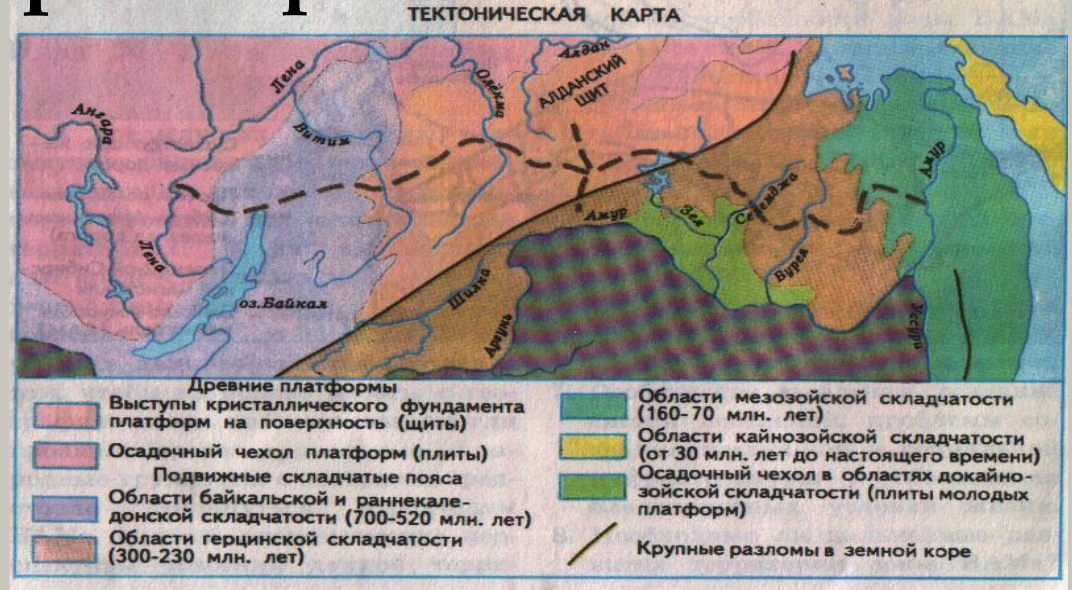 ТЕКТОНИЧЕСКАЯ КАРТА
Алдан
Лена
Олёкма
АЛДАНСКИЙ
ЩИТ
Ангара
Витим
Амур
Амур
Зея
Селемджа
Лена
Бурея
оз.Байкал
Шилка
Аргунь
Уссури
Древние платформы
Выступы кристаллического фундамента
платформ на поверхность (щиты)
Осадочный чехол платформ (плиты)
Подвижные складчатые пояса
Области байкальской и раннекале-
донской складчатости (700-520 млн. лет)
Области герцинской складчатости
(300-230 млн. лет)
Области мезозойской складчатости
(160-70 млн. лет)
Области кайнозойской складчатости
(от 30 млн. лет до настоящего времени)
Осадочный чехол в областях докайно-
зойской складчатости (плиты молодых
платформ)
Крупные разломы в земной коре